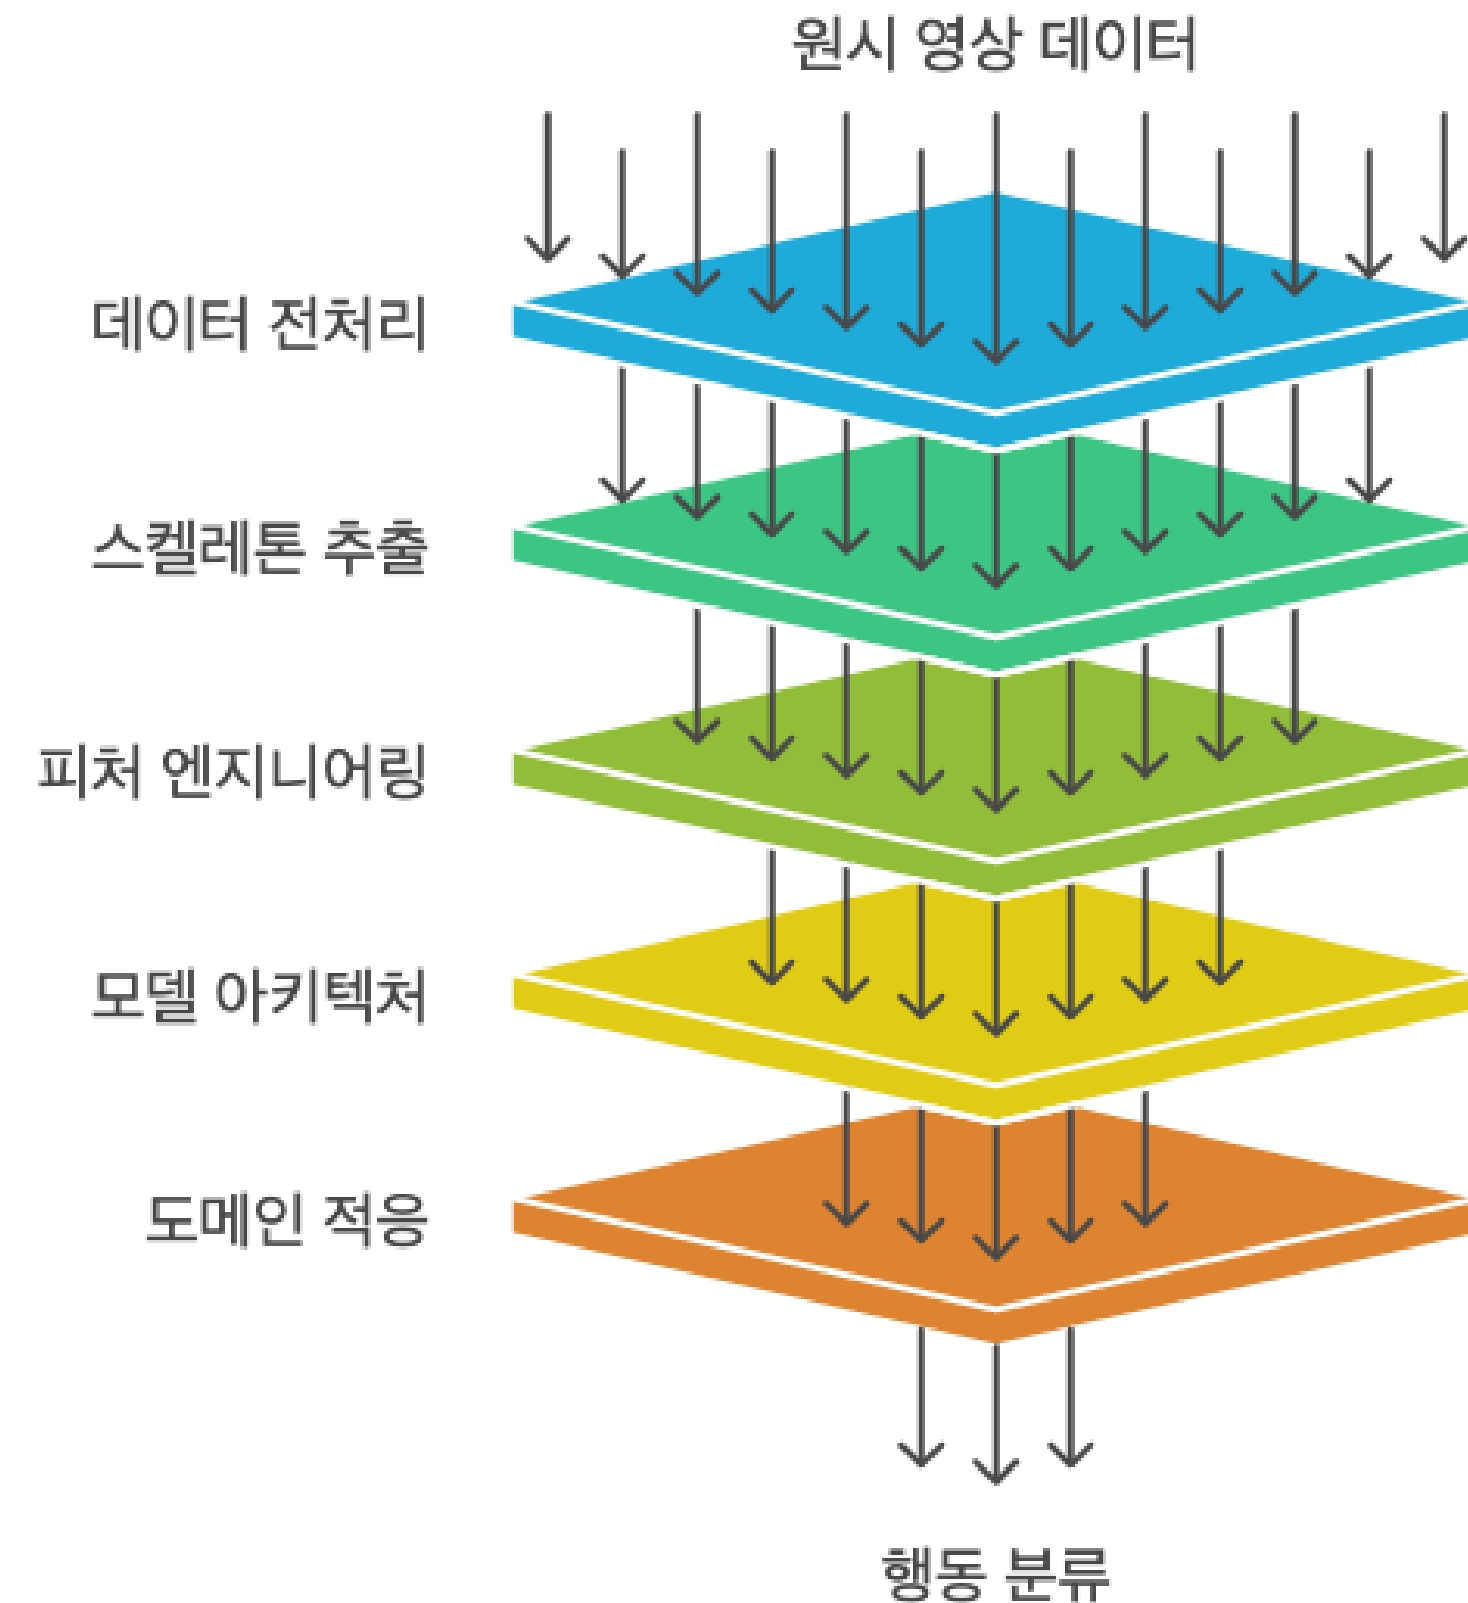 원시 영상 데이터
데이터 전처리
스켈레톤 추출
피처 엔지니어링
모델 아키텍처
도메인 적응
행동 분류